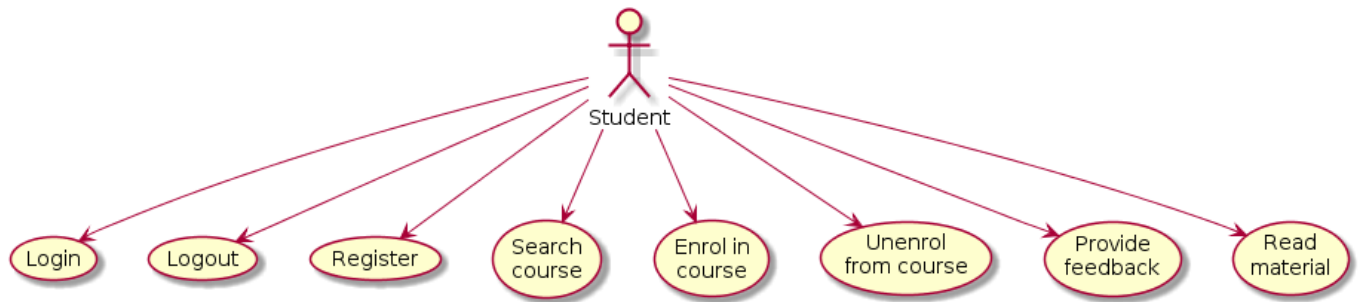 Student
Login
Logout
Register
Search
course
Enrol in
course
Unenrol
from course
Provide
feedback
Read
material